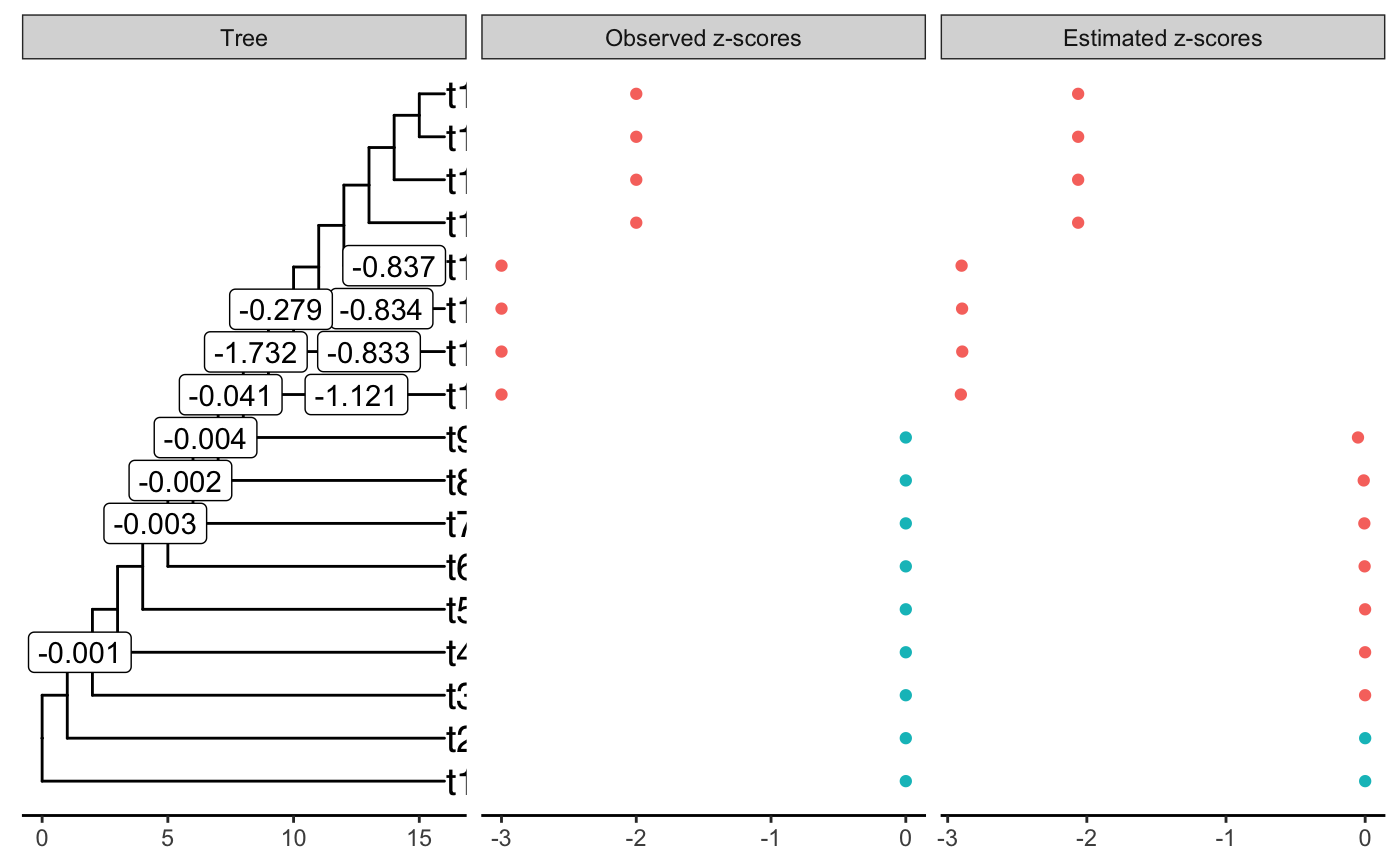 Tree
Observed z-scores
Estimated z-scores
t1
t1
t1
t1
-0.837 t1
-0.279 -0.834 t1
-1.732 -0.833 t1
-0.041 -1.121 t1
-0.004 t9
-0.002 t8
-0.003 t7
t6
t5
-0.001 t4
t3
t2
t1
0 5 10 15
-3 -2 -1 0
-3 -2 -1 0